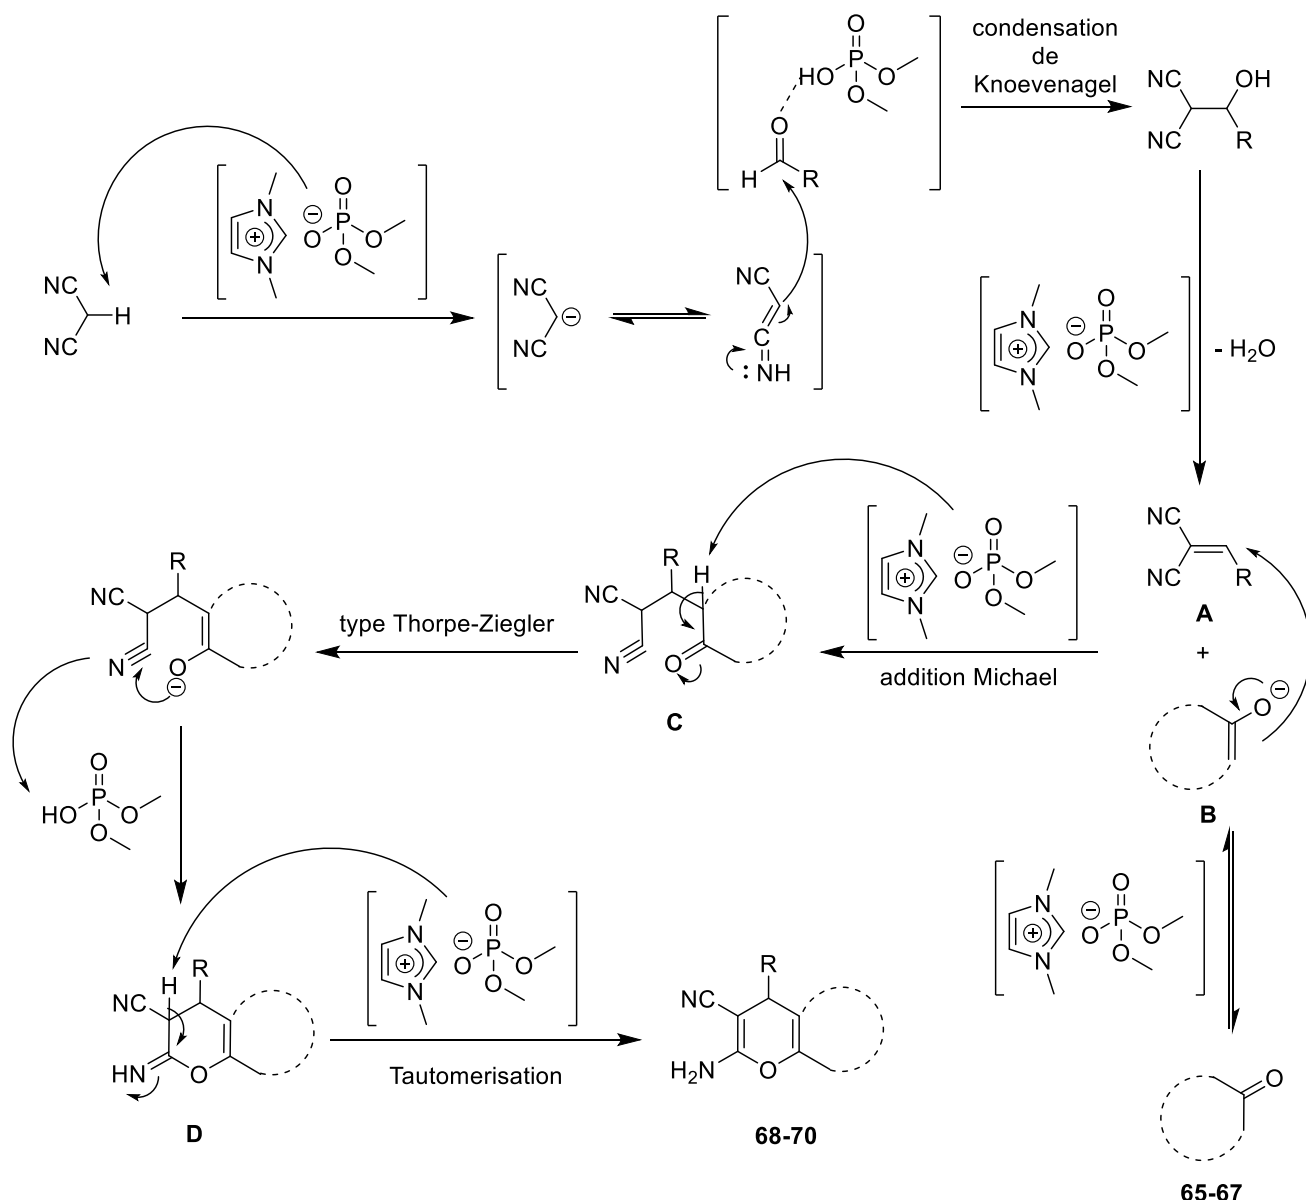 condensation
de
Knoevenagel
O
HO
P
O
O
O
H
R
NC
OH
NC
R
N
N
⊕
⊖
O
P
O
O
O
NC
NC
H
NC
NC
⊖
NC
C
:NH
N
N
⊕
⊖
O
P
O
O
O
- H₂O
NC
NC
R
A
+
O
⊖
B
N
N
⊕
⊖
O
P
O
O
O
addition Michael
R
H
NC
N
O
C
type Thorpe-Ziegler
R
NC
N
O
⊖
O
HO
P
O
O
N
N
⊕
⊖
O
P
O
O
O
R
H
NC
HN
O
D
N
N
⊕
⊖
O
P
O
O
O
Tautomerisation
R
NC
H₂N
O
68-70
O
65-67